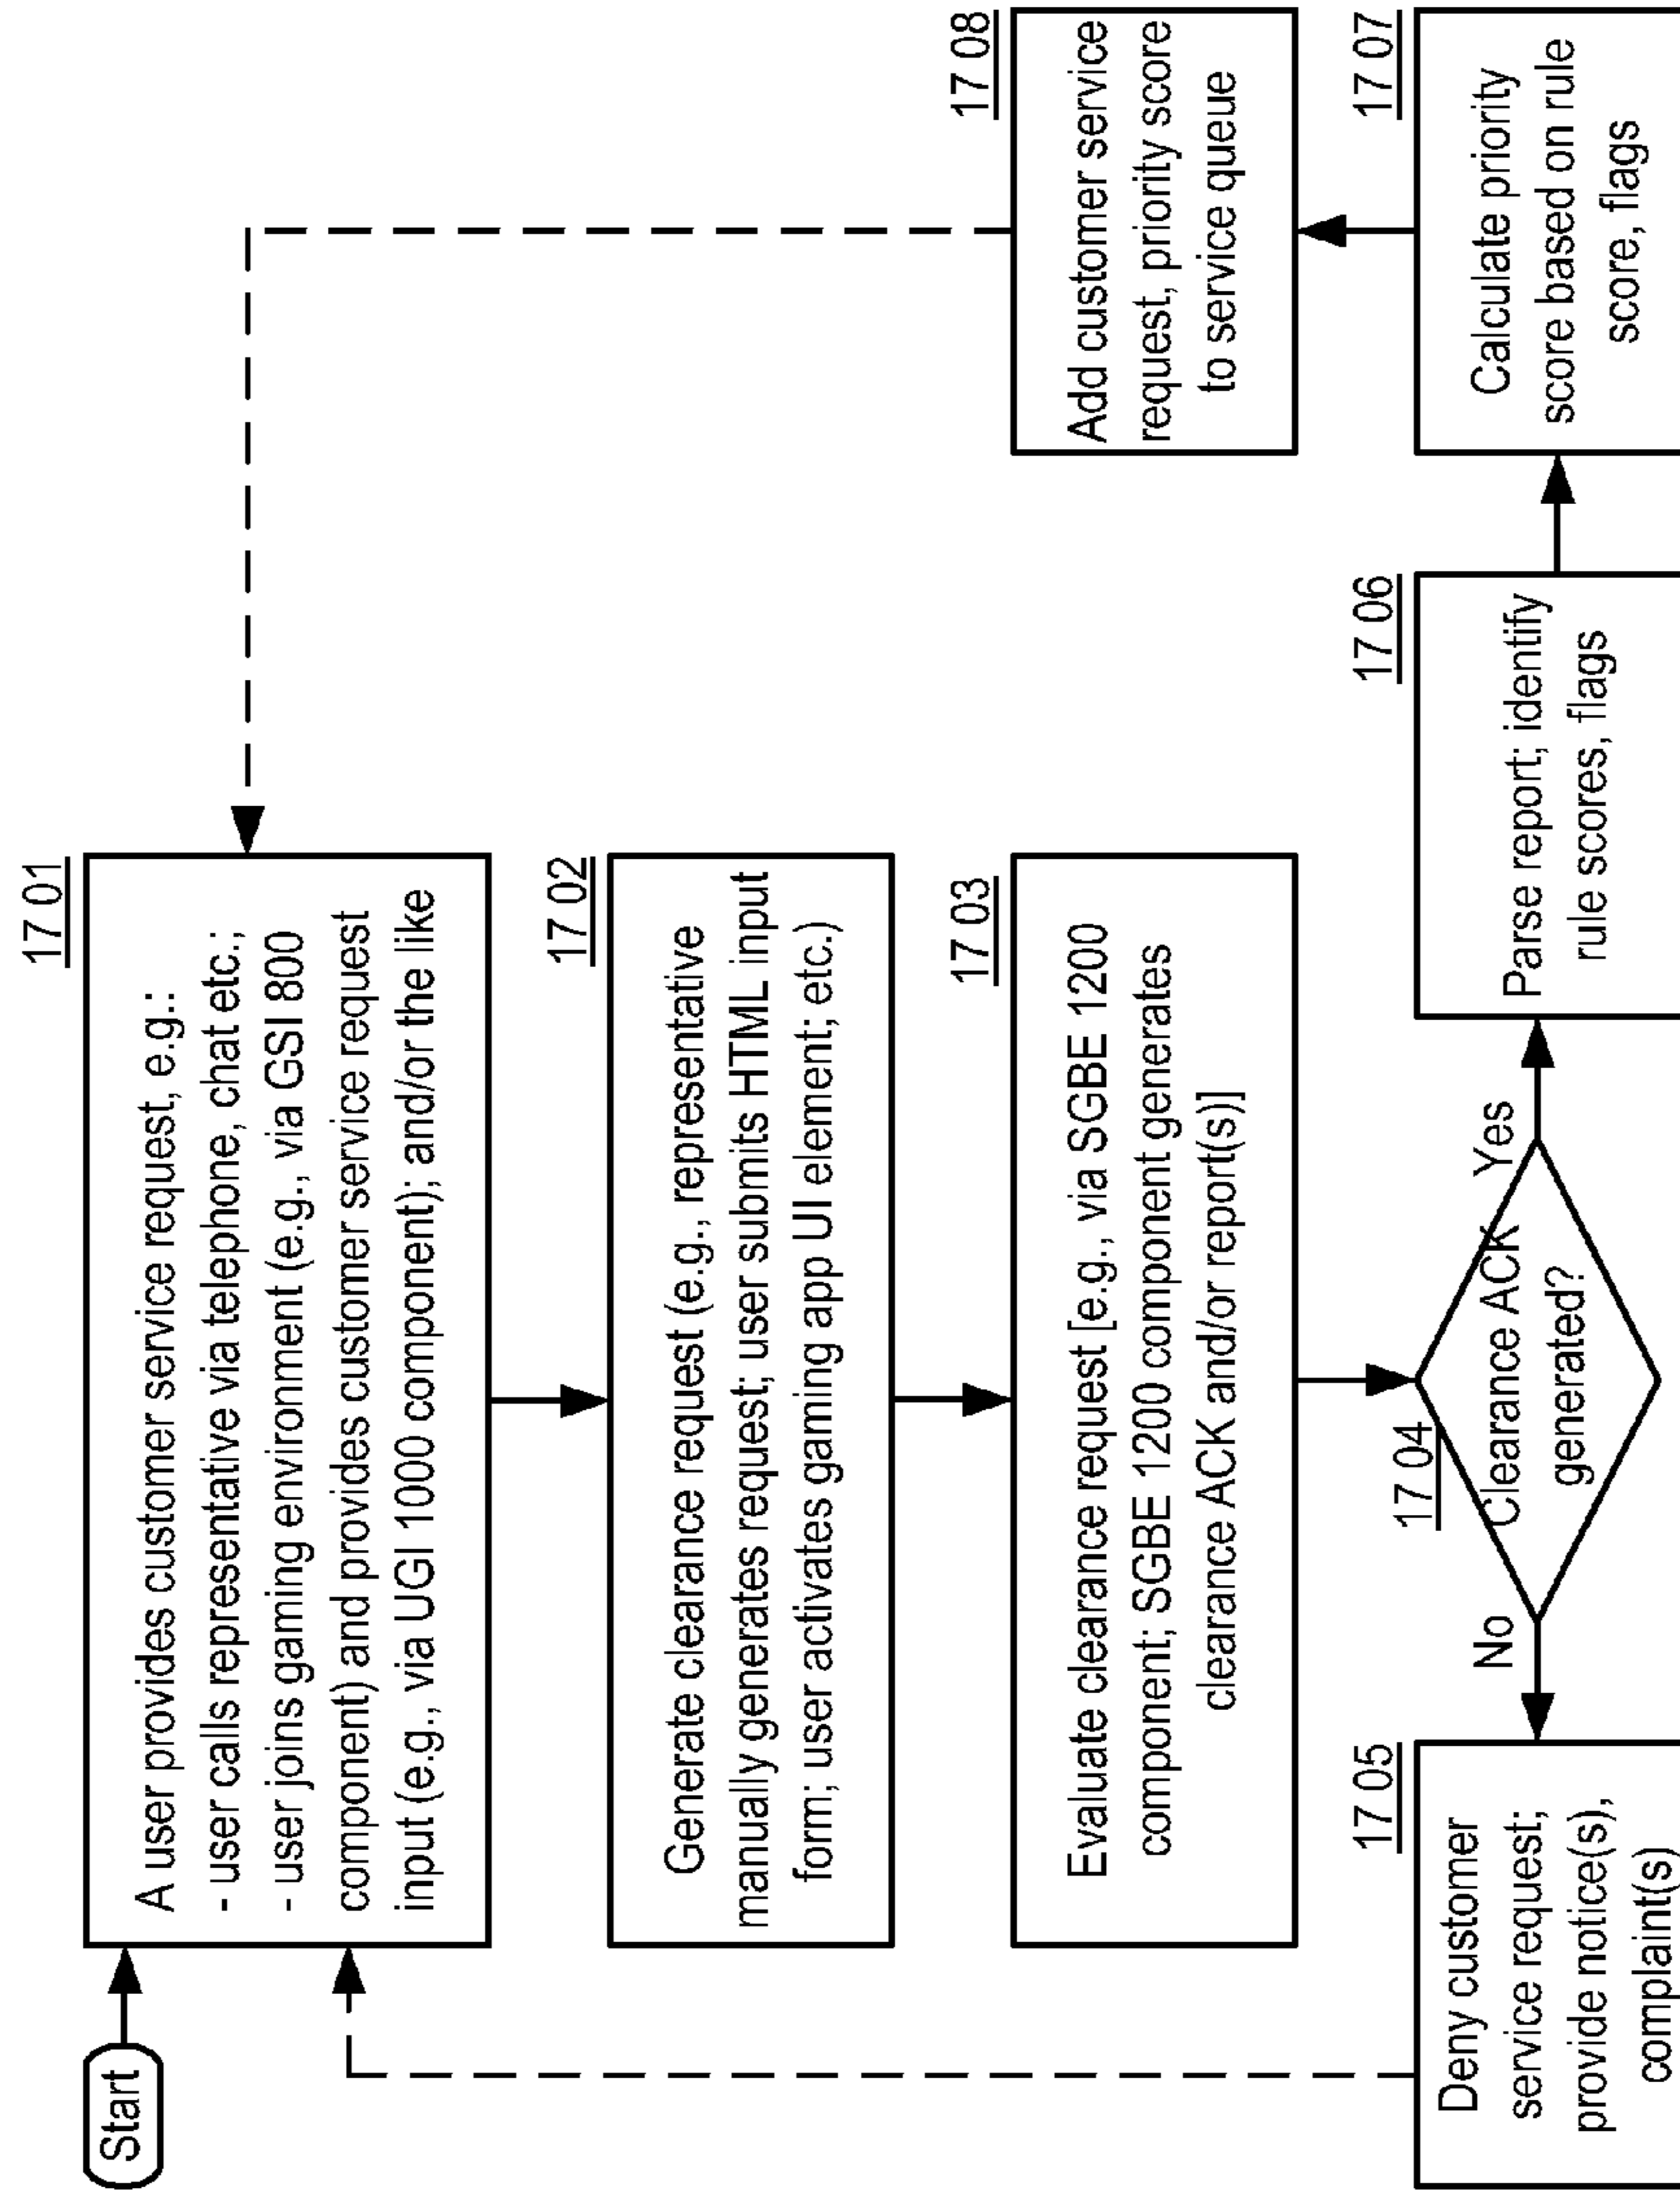 Start
17 01
A user provides customer service request, e.g.:
- user calls representative via telephone, chat etc.;
- user joins gaming environment (e.g., via GSI 800
component) and provides customer service request
input (e.g., via UGI 1000 component); and/or the like
17 02
Generate clearance request (e.g., representative
manually generates request; user submits HTML input
form; user activates gaming app UI element; etc.)
17 03
Evaluate clearance request [e.g., via SGBE 1200
component; SGBE 1200 component generates
clearance ACK and/or report(s)]
17 04
Clearance ACK
generated?
No
Yes
17 05
Deny customer
service request;
provide notice(s),
complaint(s)
17 06
Parse report; identify
rule scores, flags
17 07
Calculate priority
score based on rule
score, flags
17 08
Add customer service
request, priority score
to service queue